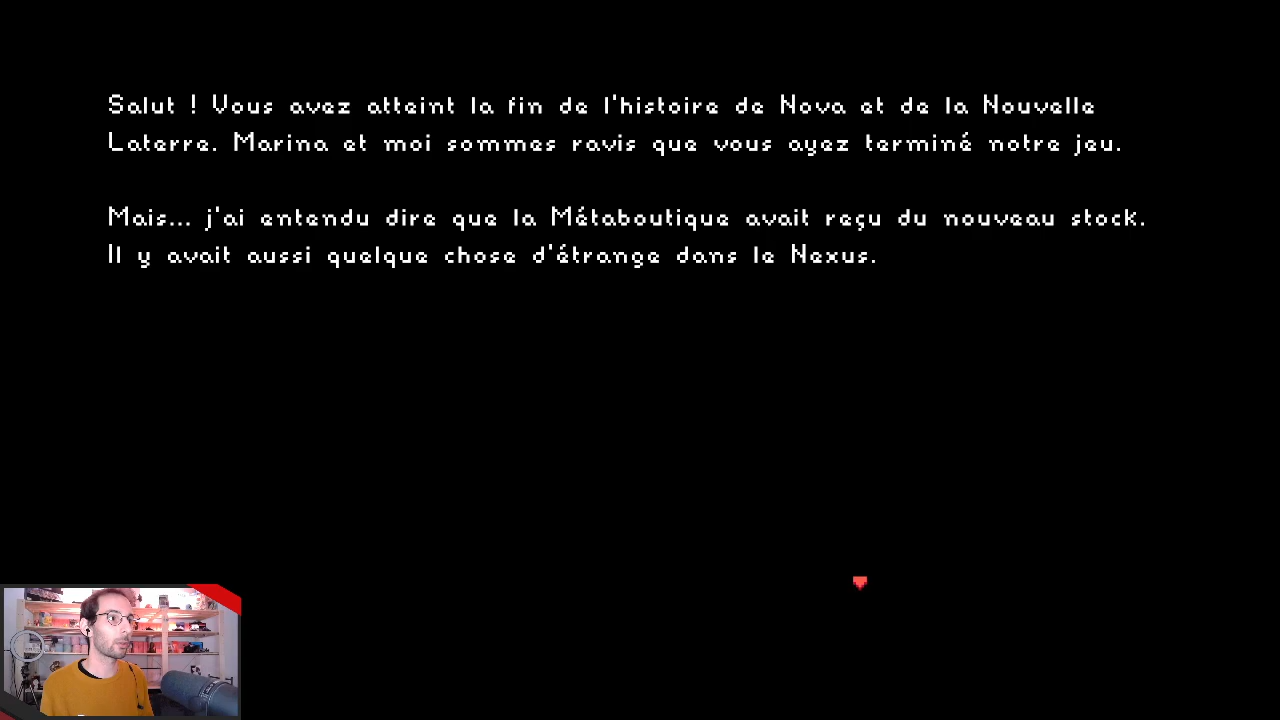 Salut ! Vous avez atteint la fin de l'histoire de Nova et de la Nouvelle
Laterre. Marina et moi sommes ravis que vous ayez terminé notre jeu.
Mais... j'ai entendu dire que la Métaboutique avait reçu du nouveau stock.
Il y avait aussi quelque chose d'étrange dans le Nexus.